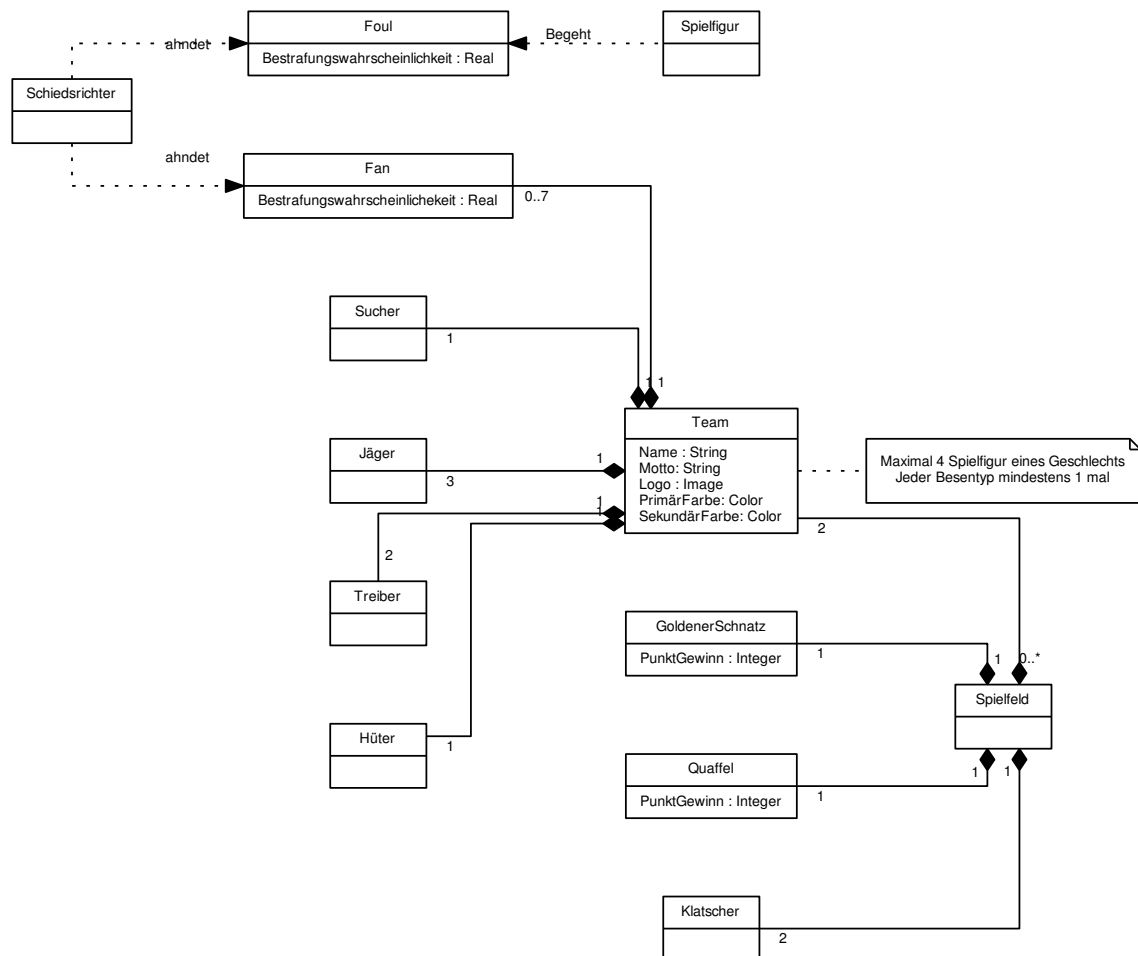 Foul
Bestrafungswahrscheinlichkeit : Real
Spielfigur
Begeht
ahndet
Schiedsrichter
ahndet
Fan
Bestrafungswahrscheinlichekeit : Real
0..7
Sucher
1
1 1
Team
Name : String
Motto: String
Logo : Image
PrimärFarbe: Color
SekundärFarbe: Color
Maximal 4 Spielfigur eines Geschlechts
Jeder Besentyp mindestens 1 mal
Jäger
1
3
1
1
2
2
Treiber
GoldenerSchnatz
PunktGewinn : Integer
1
1
0..*
Spielfeld
Hüter
1
Quaffel
PunktGewinn : Integer
1
1
1
Klatscher
2